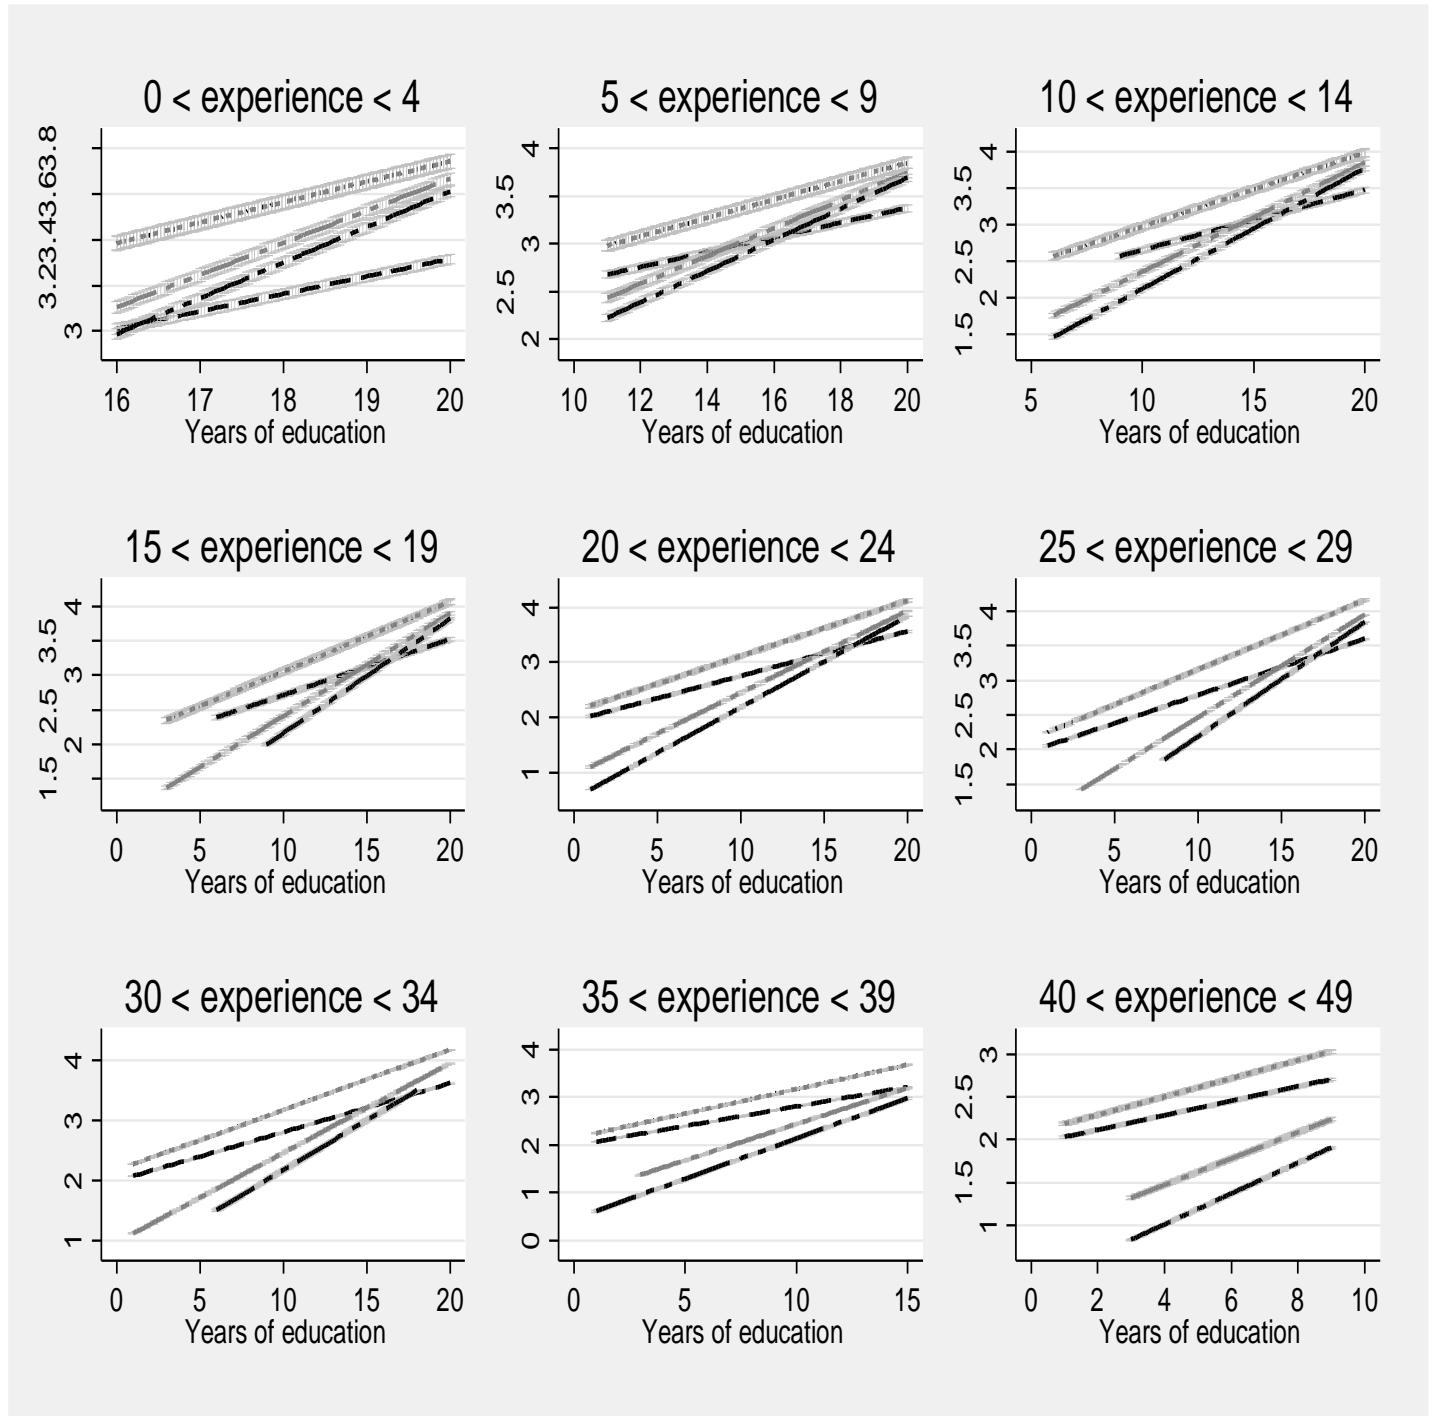 0 < experience < 4
3 3.23.43.63.8
16 17 18 19 20
Years of education
5 < experience < 9
2 2.5 3 3.5 4
10 12 14 16 18 20
Years of education
10 < experience < 14
1.5 2 2.5 3 3.5 4
5 10 15 20
Years of education
15 < experience < 19
1.5 2 2.5 3 3.5 4
0 5 10 15 20
Years of education
20 < experience < 24
1 2 3 4
0 5 10 15 20
Years of education
25 < experience < 29
1.5 2 2.5 3 3.5 4
0 5 10 15 20
Years of education
30 < experience < 34
1 2 3 4
0 5 10 15 20
Years of education
35 < experience < 39
0 1 2 3 4
0 5 10 15
Years of education
40 < experience < 49
1 1.5 2 2.5 3
0 2 4 6 8 10
Years of education